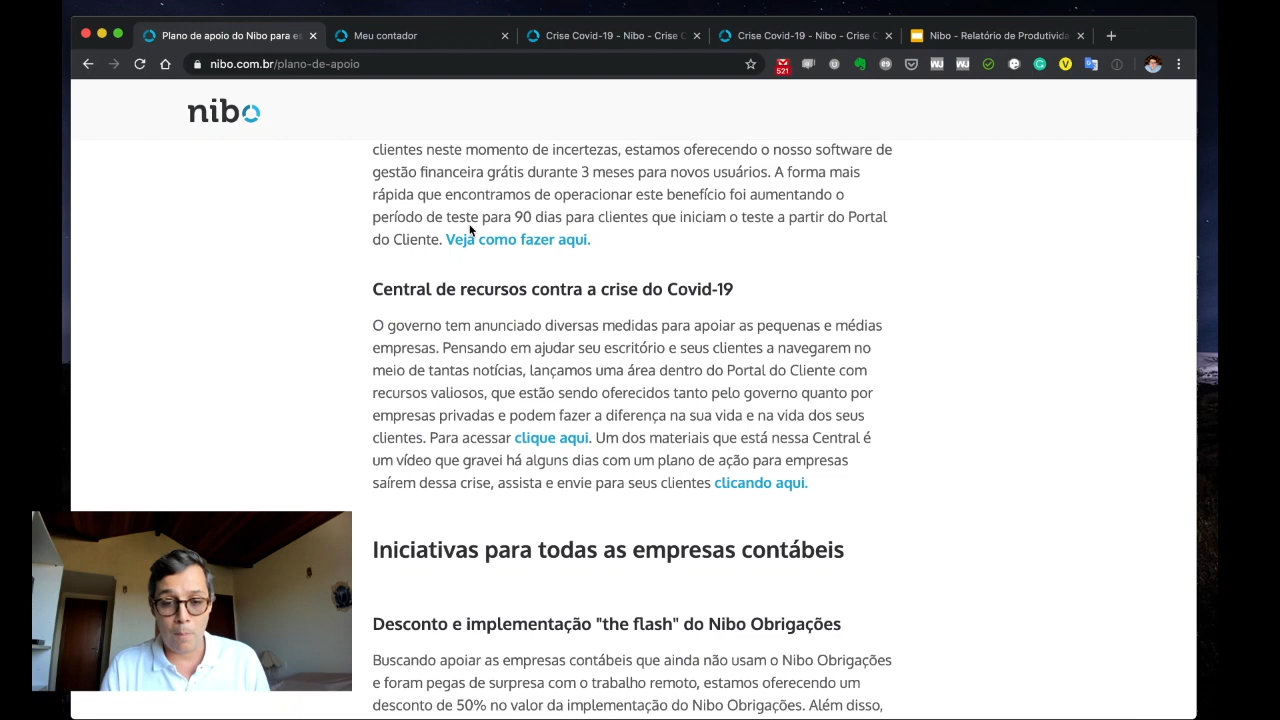 Plano de apoio do Nibo para es
Meu contador
Crise Covid-19 - Nibo - Crise C
Crise Covid-19 - Nibo - Crise C
Nibo - Relatório de Produtivida
nibo.com.br/plano-de-apoio
521
nibo
clientes neste momento de incertezas, estamos oferecendo o nosso software de
gestão financeira grátis durante 3 meses para novos usuários. A forma mais
rápida que encontramos de operacionar este benefício foi aumentando o
período de teste para 90 dias para clientes que iniciam o teste a partir do Portal
do Cliente. Veja como fazer aqui.
Central de recursos contra a crise do Covid-19
O governo tem anunciado diversas medidas para apoiar as pequenas e médias
empresas. Pensando em ajudar seu escritório e seus clientes a navegarem no
meio de tantas notícias, lançamos uma área dentro do Portal do Cliente com
recursos valiosos, que estão sendo oferecidos tanto pelo governo quanto por
empresas privadas e podem fazer a diferença na sua vida e na vida dos seus
clientes. Para acessar clique aqui. Um dos materiais que está nessa Central é
um vídeo que gravei há alguns dias com um plano de ação para empresas
saírem dessa crise, assista e envie para seus clientes clicando aqui.
Iniciativas para todas as empresas contábeis
Desconto e implementação "the flash" do Nibo Obrigações
Buscando apoiar as empresas contábeis que ainda não usam o Nibo Obrigações
e foram pegas de surpresa com o trabalho remoto, estamos oferecendo um
desconto de 50% no valor da implementação do Nibo Obrigações. Além disso,